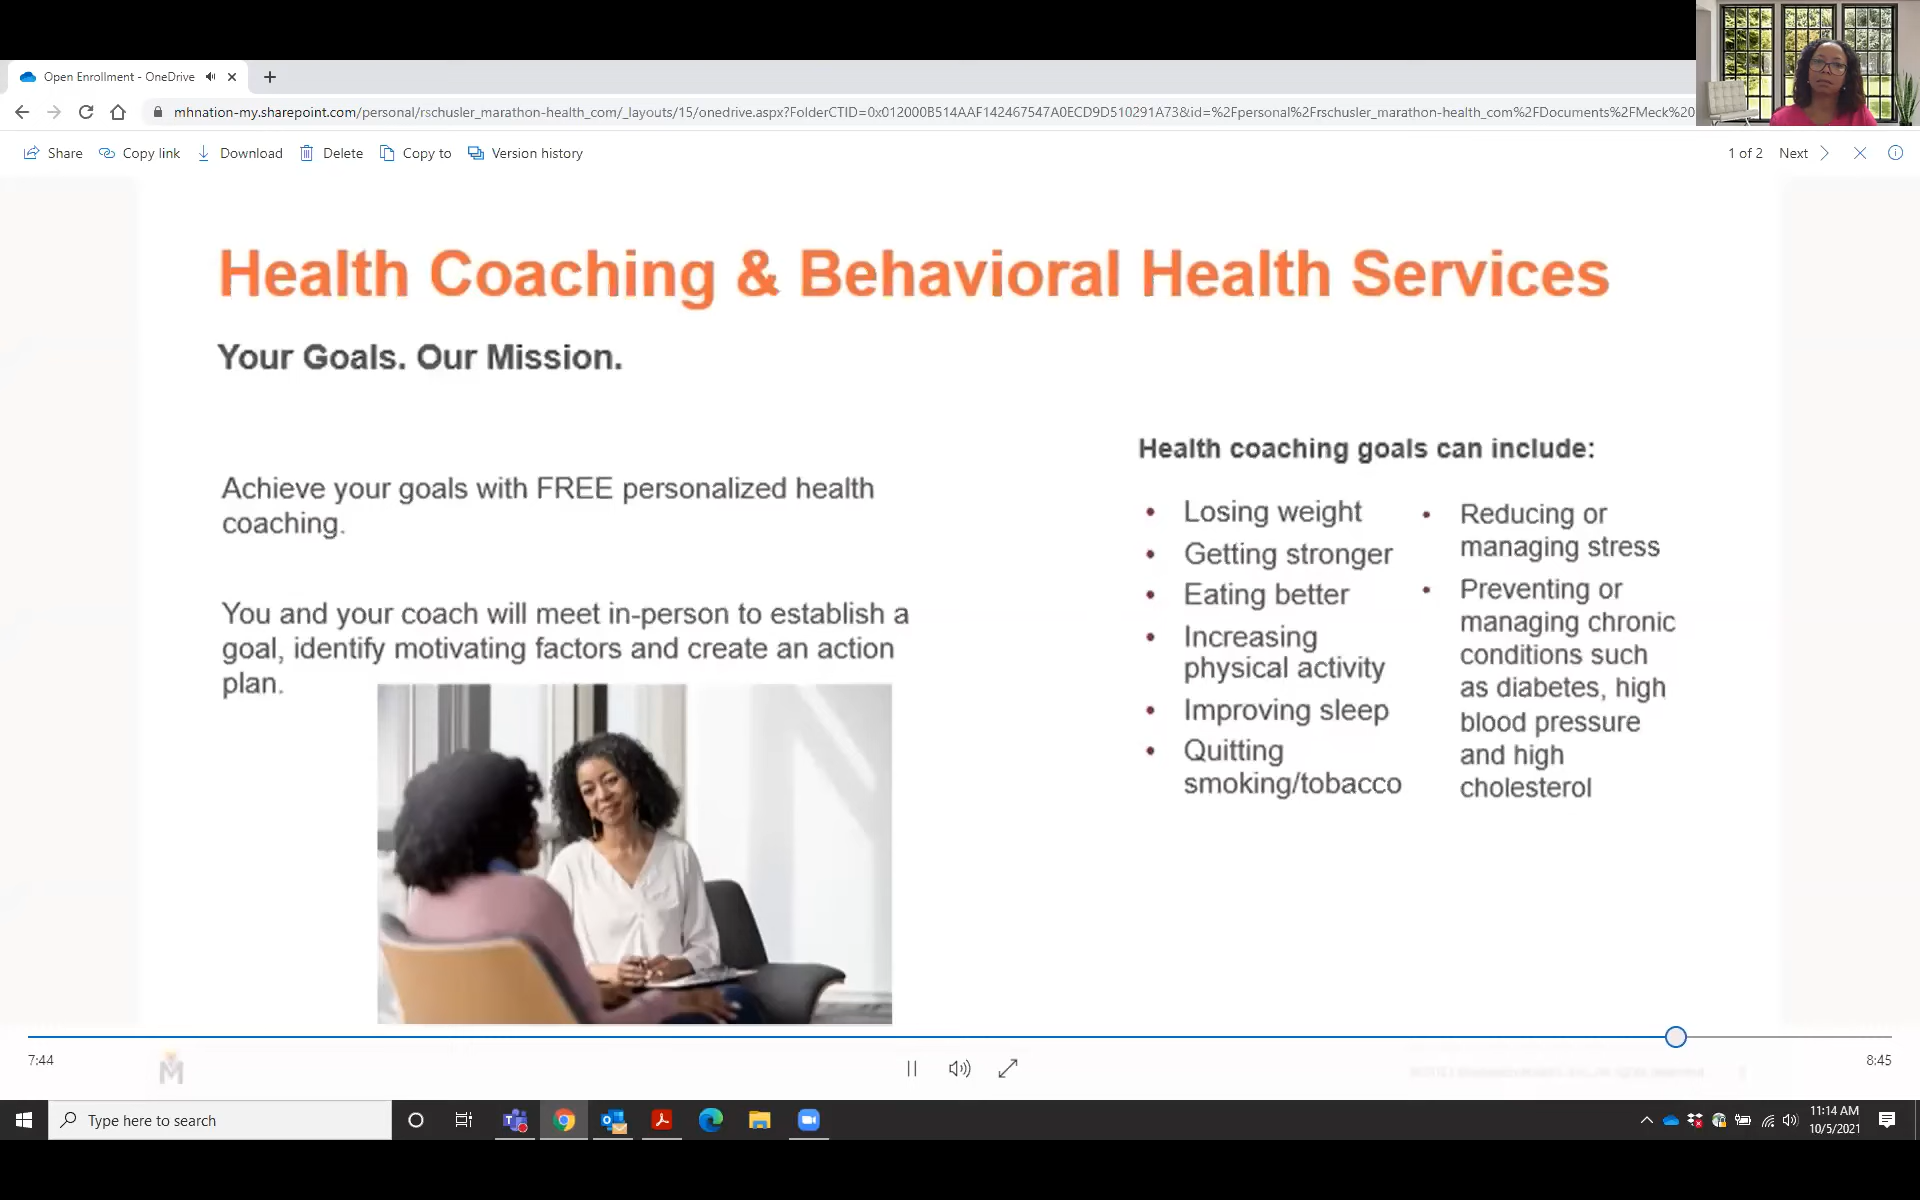 Open Enrollment - OneDrive
mhnation-my.sharepoint.com/personal/rschusler_marathon-health_com/_layouts/15/onedrive.aspx?FolderCTID=0x012000B514AAF142467547A0ECD9D510291A73&id=%2Fpersonal%2Frschusler_marathon-health_com%2FDocuments%2FMeck%20
Share Copy link Download Delete Copy to Version history 1 of 2 Next
Health Coaching & Behavioral Health Services
Your Goals. Our Mission.
Achieve your goals with FREE personalized health
coaching.
You and your coach will meet in-person to establish a
goal, identify motivating factors and create an action
plan.
Health coaching goals can include:
• Losing weight
• Getting stronger
• Eating better
• Increasing
physical activity
• Improving sleep
• Quitting
smoking/tobacco
• Reducing or
managing stress
• Preventing or
managing chronic
conditions such
as diabetes, high
blood pressure
and high
cholesterol
7:44
8:45
M
Type here to search
11:14 AM
10/5/2021